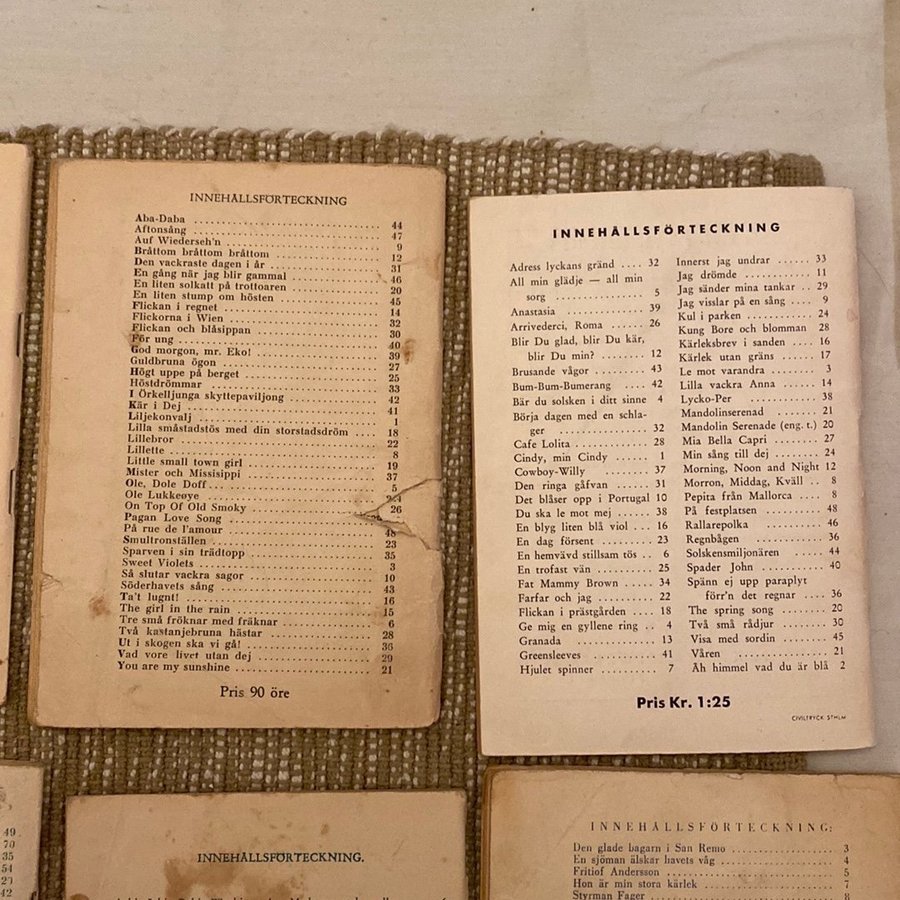 INNEHÅLLSFÖRTECKNING
Aba-Daba ........ 44
Aftonsång ........ 47
Auf Wiederseh'n ........ 9
Bråttom bråttom bråttom ........ 12
Den vackraste dagen i år ........ 31
En gång när jag blir gammal ........ 46
En liten solkatt på trottoaren ........ 20
En liten stump om hösten ........ 45
Flickan i regnet ........ 14
Flickorna i Wien ........ 32
Flickan och blåsippan ........ 30
För ung ........ 40
God morgon, mr. Eko! ........ 39
Guldbruna ögon ........ 27
Högt uppe på berget ........ 25
Höstdrömmar ........ 33
I Örkelljunga skyttepaviljong ........ 42
Kär i Dej ........ 41
Liljekonvalj ........ 1
Lilla småstadstös med din storstadsdröm .... 18
Lillebror ........ 22
Lillette ........ 8
Little small town girl ........ 19
Mister och Missisippi ........ 37
Ole, Dole Doff ........ 5
Ole Lukkeøye ........
On Top Of Old Smoky ........ 26
Pagan Love Song ........
På rue de l'amour ........ 48
Smultronställen ........ 23
Sparven i sin trädtopp ........ 35
Sweet Violets ........ 3
Så slutar vackra sagor ........ 10
Söderhavets sång ........ 43
Ta't lugnt! ........ 16
The girl in the rain ........ 15
Tre små fröknar med fräknar ........ 6
Två kastanjebruna hästar ........ 28
Ut i skogen ska vi gå! ........ 36
Vad vore livet utan dej ........ 29
You are my sunshine ........ 21
Pris 90 öre
INNEHÅLLSFÖRTECKNING
Adress lyckans gränd .... 32
All min glädje — all min
sorg ........ 5
Anastasia ........ 39
Arrivederci, Roma ...... 26
Blir Du glad, blir Du kär,
blir Du min? ........ 12
Brusande vågor ........ 43
Bum-Bum-Bumerang .... 42
Bär du solsken i ditt sinne 4
Börja dagen med en schla-
ger ........ 32
Cafe Lolita ........ 28
Cindy, min Cindy ...... 1
Cowboy-Willy ........ 37
Den ringa gåfvan ........ 31
Det blåser opp i Portugal 10
Du ska le mot mej ...... 38
En blyg liten blå viol .. 16
En dag försent ........ 23
En hemvävd stillsam tös .. 6
En trofast vän ........ 25
Fat Mammy Brown ..... 34
Farfar och jag ........ 22
Flickan i prästgården .... 18
Ge mig en gyllene ring .. 4
Granada ........ 13
Greensleeves ........ 41
Hjulet spinner ........ 7
Innerst jag undrar ...... 33
Jag drömde ........ 11
Jag sänder mina tankar .. 29
Jag visslar på en sång .... 9
Kul i parken ........ 24
Kung Bore och blomman 28
Kärleksbrev i sanden .... 16
Kärlek utan gräns ...... 17
Le mot varandra ........ 3
Lilla vackra Anna ...... 14
Lycko-Per ........ 38
Mandolinserenad ........ 21
Mandolin Serenade (eng. t.) 20
Mia Bella Capri ........ 27
Min sång till dej ........ 24
Morning, Noon and Night 12
Morron, Middag, Kväll .. 8
Pepita från Mallorca .... 8
På festplatsen ........ 48
Rallarepolka ........ 46
Regnbågen ........ 36
Solskensmiljonären ...... 44
Spader John ........ 40
Spänn ej upp paraplyt
förr'n det regnar ...... 36
The spring song ........ 20
Två små rådjur ........ 30
Visa med sordin ........ 45
Våren ........ 21
Åh himmel vad du är blå 2
Pris Kr. 1:25
CIVILTRYCK STHLM
49
70
35
54
42
INNEHÅLLSFÖRTECKNING.
INNEHÅLLSFÖRTECKNING:
Den glade bagarn i San Remo ........ 3
En sjöman älskar havets våg ........ 4
Fritiof Andersson ........ 5
Hon är min stora kärlek ........ 7
Styrman Fager ........ 8